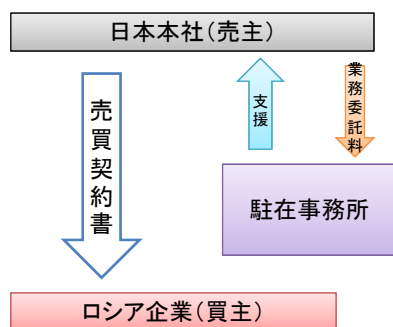 日本本社(売主)
売買契約書
支援
業務委託料
駐在事務所
ロシア企業(買主)